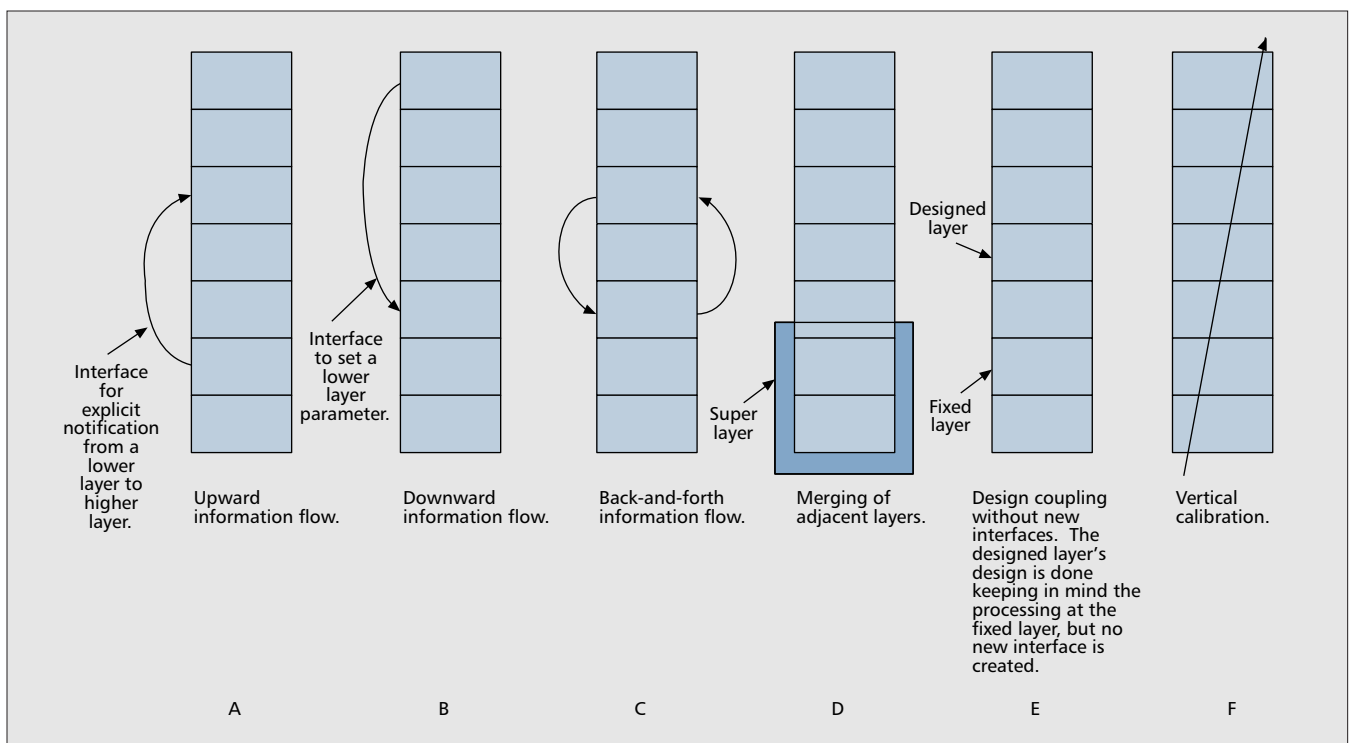 Interface
for
explicit
notification
from a
lower
layer to
higher
layer.
Upward
information flow.
Interface
to set a
lower
layer
parameter.
Downward
information flow.
Back-and-forth
information flow.
Super
layer
Merging of
adjacent layers.
Designed
layer
Fixed
layer
Design coupling
without new
interfaces.  The
designed layer's
design is done
keeping in mind the
processing at the
fixed layer, but no
new interface is
created.
Vertical
calibration.
A
B
C
D
E
F